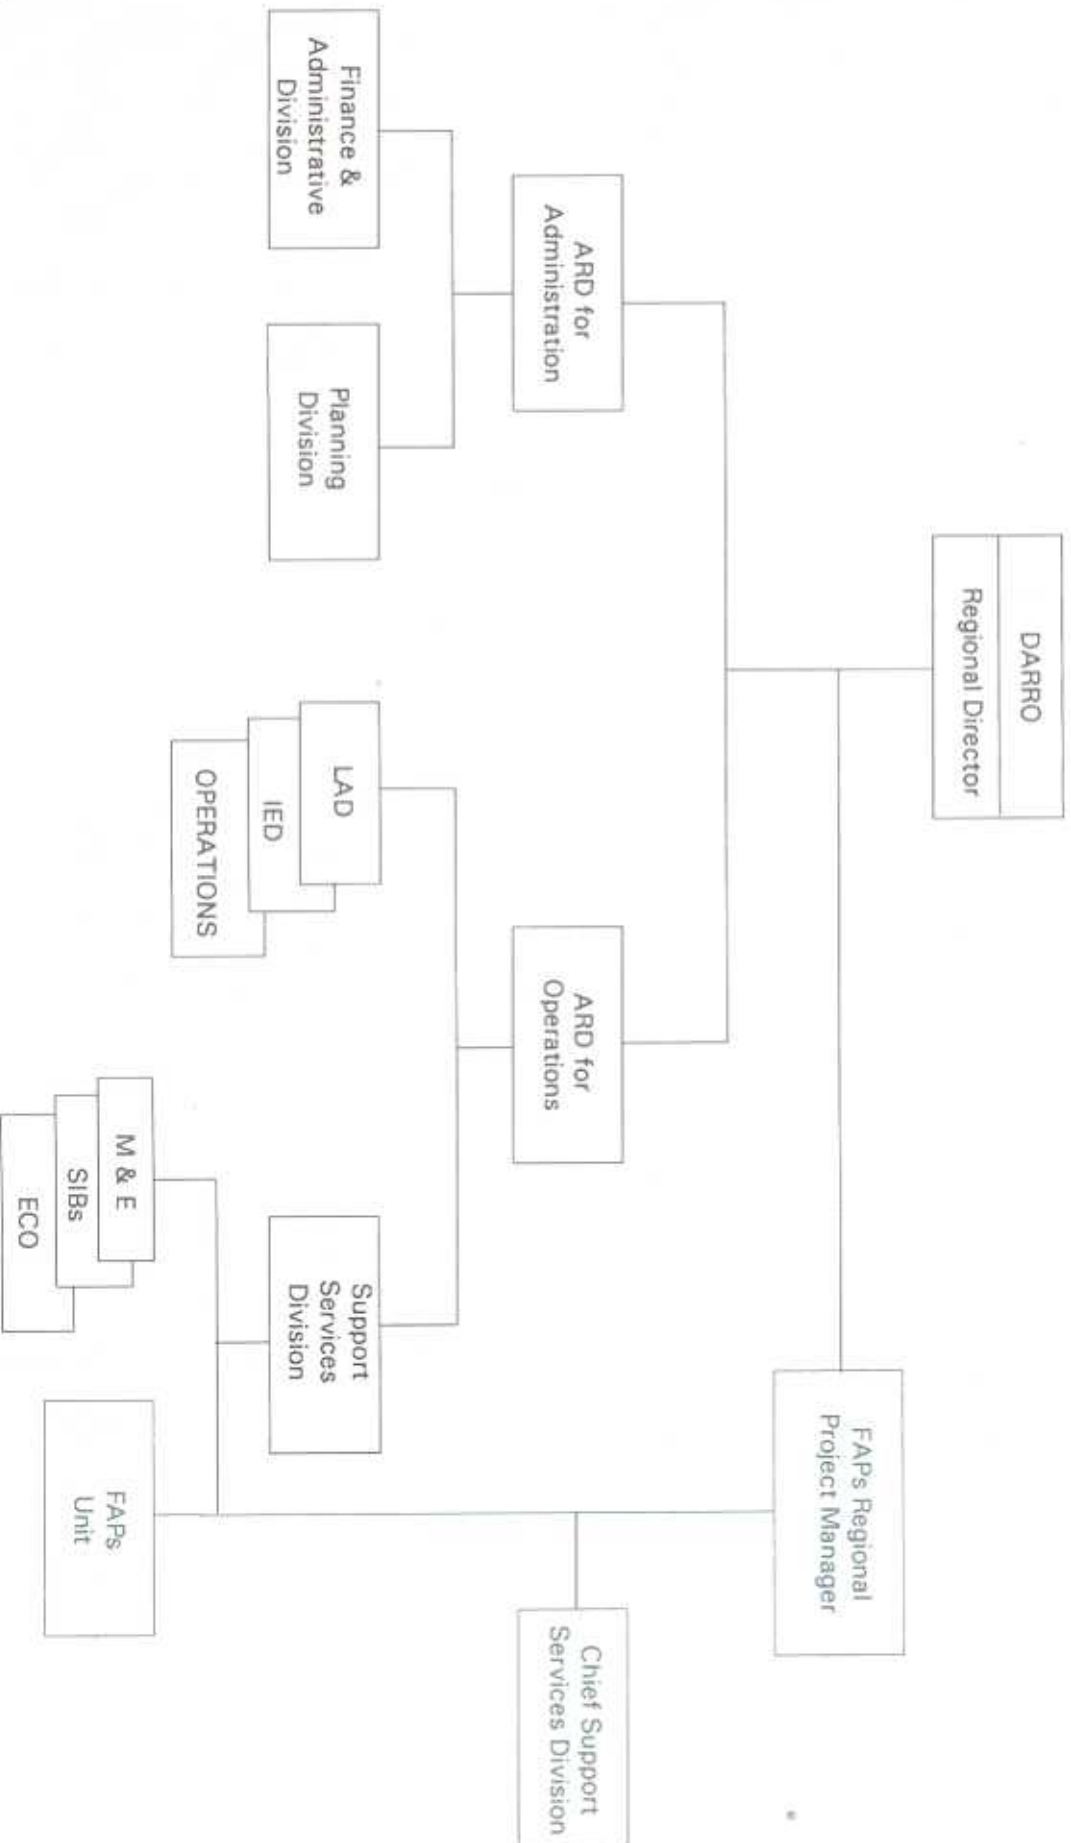 DARRO
Regional Director
FAPs Regional
Project Manager
ARD for
Administration
ARD for
Operations
Chief Support
Services Division
Finance &
Administrative
Division
Planning
Division
LAD
IED
OPERATIONS
Support
Services
Division
M & E
SIBs
ECO
FAPs
Unit